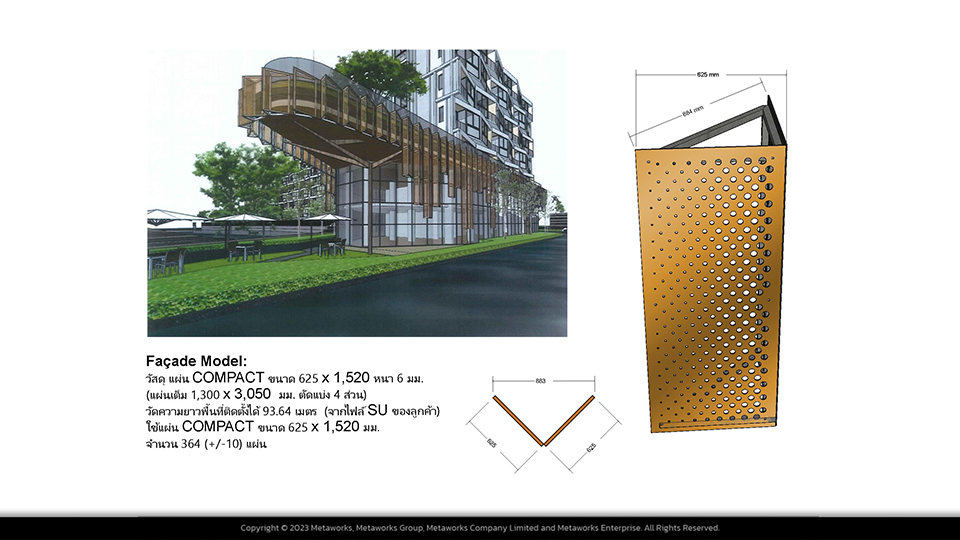 625 mm
884 mm
Façade Model:
วัสดุ แผ่น COMPACT ขนาด 625 x 1,520 หนา 6 มม.
(แผ่นเต็ม 1,300 x 3,050 มม. ตัดแบ่ง 4 ส่วน)
วัดความยาวพื้นที่ติดตั้งได้ 93.64 เมตร (จากไฟล์ SU ของลูกค้า)
ใช้แผ่น COMPACT ขนาด 625 x 1,520 มม.
จำนวน 364 (+/-10) แผ่น
883
625
625
Copyright © 2023 Metaworks, Metaworks Group, Metaworks Company Limited and Metaworks Enterprise. All Rights Reserved.